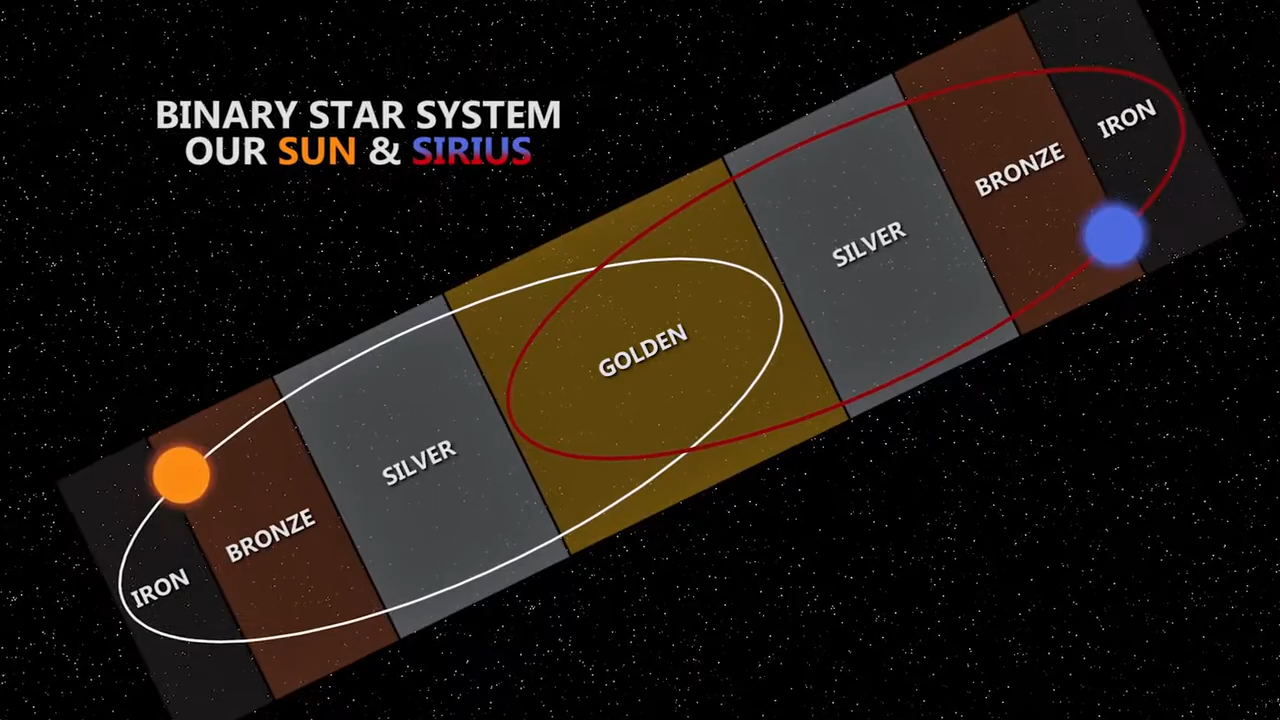 BINARY STAR SYSTEM
OUR SUN & SIRIUS
IRON
BRONZE
SILVER
GOLDEN
SILVER
BRONZE
IRON